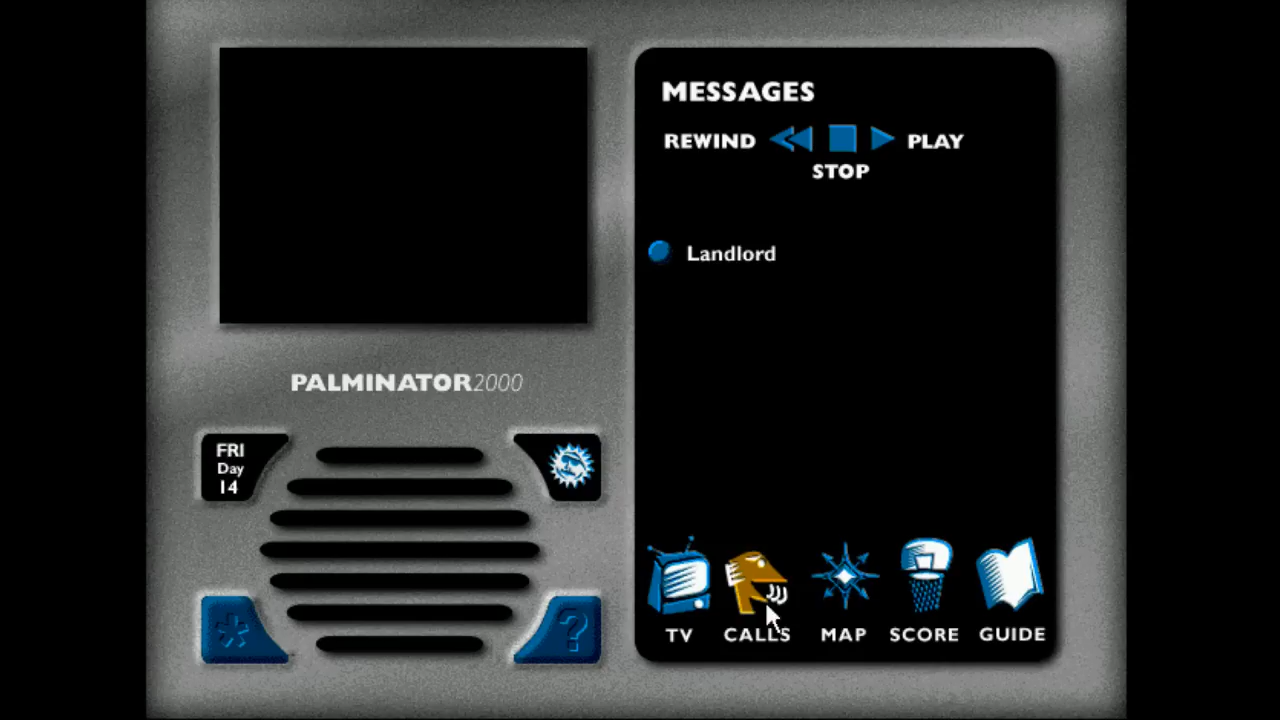 MESSAGES
REWIND PLAY
STOP
Landlord
PALMINATOR2000
FRI
Day
14
*
?
TV CALLS MAP SCORE GUIDE